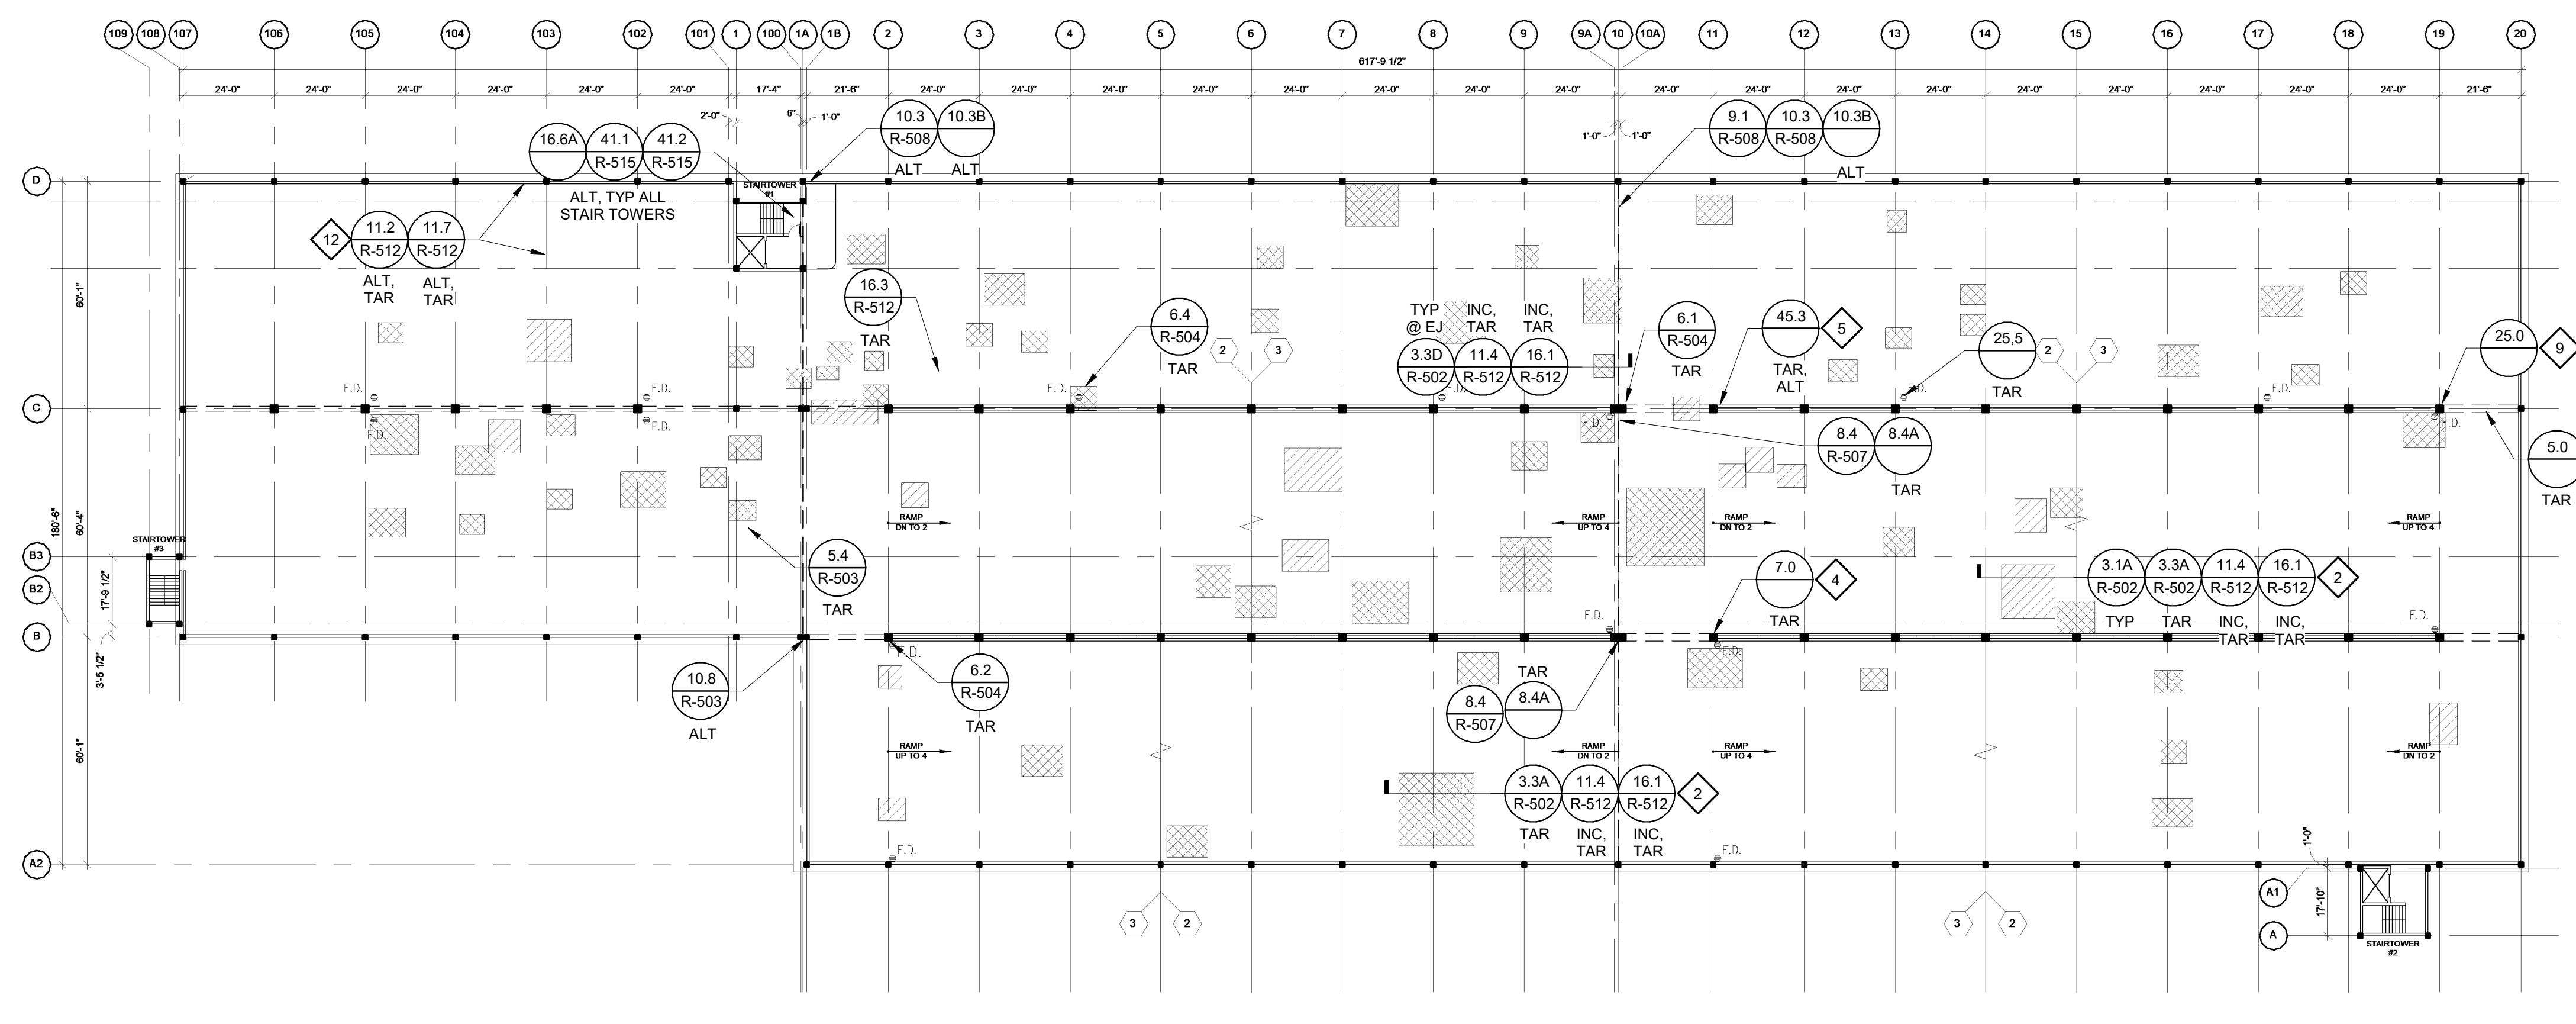 109 108 107 106 105 104 103 102 101 1 100 1A 1B 2 3 4 5 6 7 8 9 9A 10 10A 11 12 13 14 15 16 17 18 19 20
617'-9 1/2"
24'-0" 24'-0" 24'-0" 24'-0" 24'-0" 24'-0" 17'-4" 21'-6" 24'-0" 24'-0" 24'-0" 24'-0" 24'-0" 24'-0" 24'-0" 24'-0" 24'-0" 24'-0" 24'-0" 24'-0" 24'-0" 24'-0" 24'-0" 24'-0" 24'-0" 21'-6"
2'-0" 6" 1'-0" 1'-0" 1'-0"
10.3 10.3B
R-508
ALT ALT
9.1 10.3 10.3B
R-508 R-508
ALT
16.6A 41.1 41.2
R-515 R-515
ALT, TYP ALL
STAIR TOWERS
STAIRTOWER
#1
D
12
11.2 11.7
R-512 R-512
ALT, ALT,
TAR TAR
60'-1"
16.3
R-512
TAR
6.4
R-504
TAR
2 3
TYP INC, INC,
@ EJ TAR TAR
3.3D 11.4 16.1
R-502 R-512 R-512
6.1
R-504
TAR
45.3
5
TAR,
ALT
25,5
TAR
2 3
25.0
9
F.D. F.D. F.D. F.D.
C
F.D. F.D. F.D. F.D.
8.4 8.4A
R-507
TAR
5.0
TAR
180'-6"
60'-4"
RAMP
DN TO 2
RAMP
UP TO 4
RAMP
DN TO 2
RAMP
UP TO 4
STAIRTOWER
#3
B3
B2
17'-9 1/2"
5.4
R-503
TAR
7.0
4
TAR
3.1A 3.3A 11.4 16.1
R-502 R-502 R-512 R-512
2
TYP TAR INC, INC,
TAR TAR
F.D. F.D.
B
F.D. F.D.
3'-5 1/2"
10.8
R-503
ALT
6.2
R-504
TAR
TAR
8.4 8.4A
R-507
60'-1"
RAMP
UP TO 4
RAMP
DN TO 2
RAMP
UP TO 4
RAMP
DN TO 2
3.3A 11.4 16.1
R-502 R-512 R-512
2
TAR INC, INC,
TAR TAR
F.D. F.D.
A2
1'-0"
A1
17'-10"
A
3 2
3 2
STAIRTOWER
#2